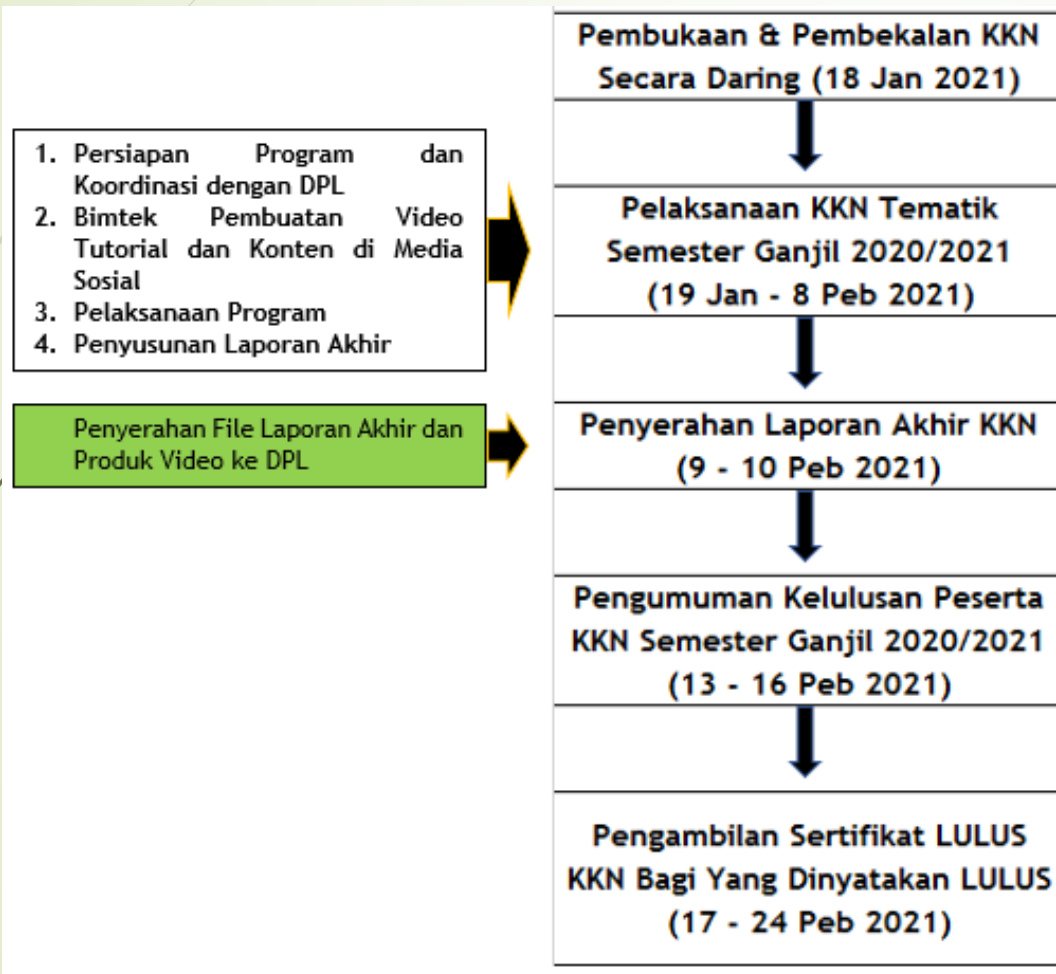 Pembukaan & Pembekalan KKN
Secara Daring (18 Jan 2021)
1. Persiapan Program dan
Koordinasi dengan DPL
2. Bimtek Pembuatan Video
Tutorial dan Konten di Media
Sosial
3. Pelaksanaan Program
4. Penyusunan Laporan Akhir
Pelaksanaan KKN Tematik
Semester Ganjil 2020/2021
(19 Jan - 8 Peb 2021)
Penyerahan File Laporan Akhir dan
Produk Video ke DPL
Penyerahan Laporan Akhir KKN
(9 - 10 Peb 2021)
Pengumuman Kelulusan Peserta
KKN Semester Ganjil 2020/2021
(13 - 16 Peb 2021)
Pengambilan Sertifikat LULUS
KKN Bagi Yang Dinyatakan LULUS
(17 - 24 Peb 2021)